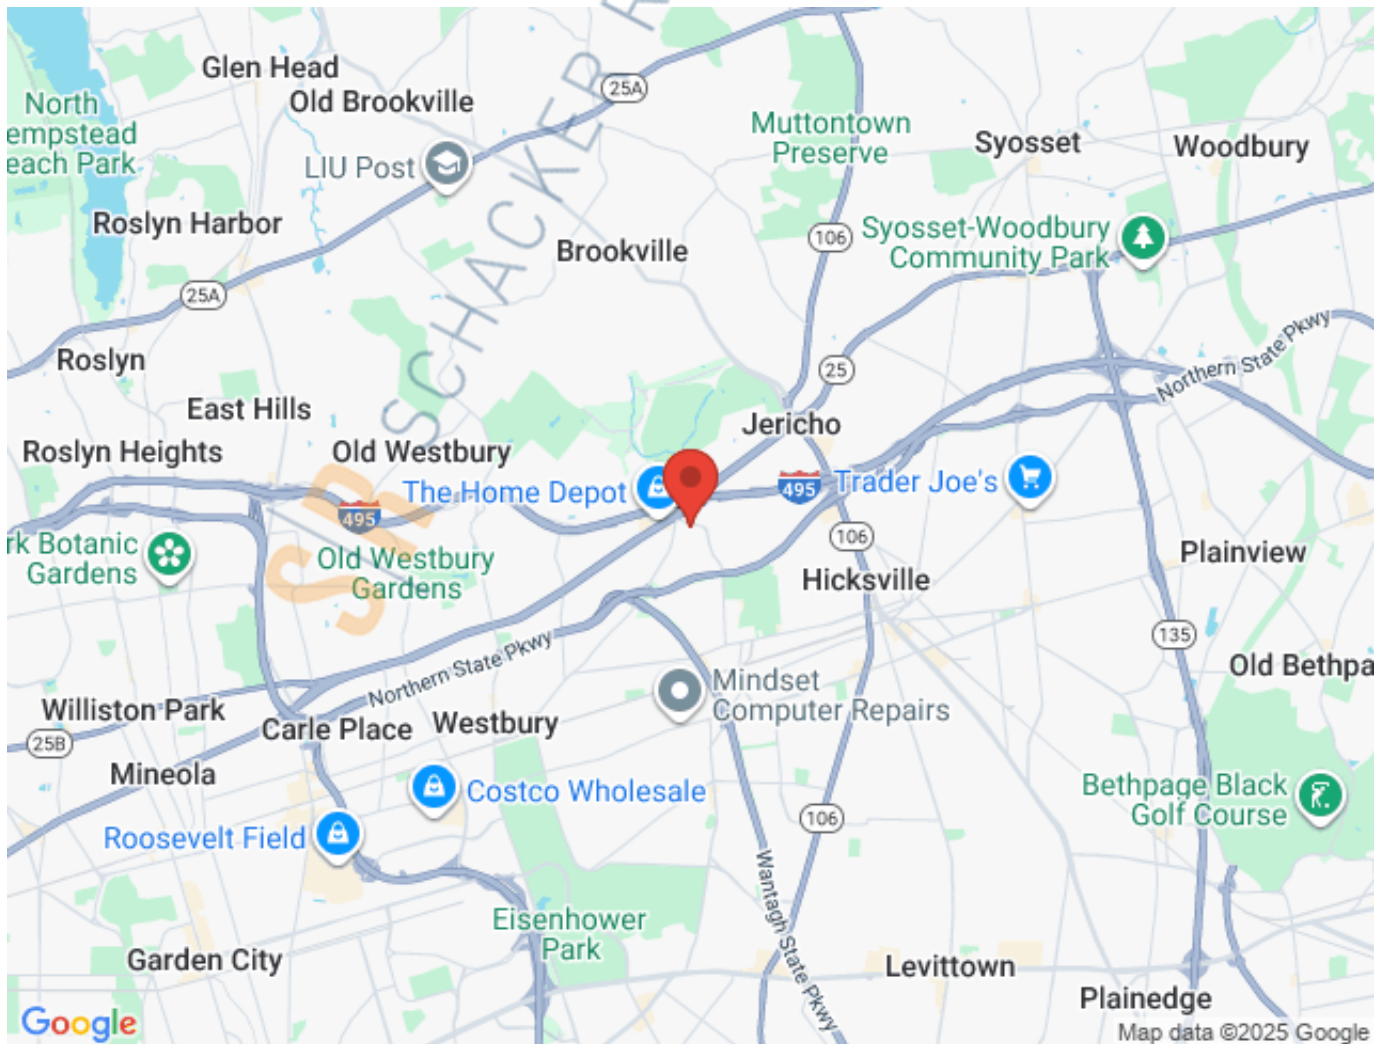 Glen Head
Old Brookville
25A
North
empstead
each Park
Muttontown
Preserve
Syosset
Woodbury
LIU Post
Roslyn Harbor
SCHACKER R
Brookville
106
Syosset-Woodbury
Community Park
25A
Roslyn
25
Northern State Pkwy
East Hills
Jericho
Roslyn Heights
Old Westbury
The Home Depot
495
Trader Joe's
495
106
rk Botanic
Gardens
Old Westbury
Gardens
Plainview
Hicksville
135
Northern State Pkwy
Old Bethpa
Mindset
Computer Repairs
Williston Park
Carle Place
Westbury
25B
Mineola
Costco Wholesale
Bethpage Black
Golf Course
106
Roosevelt Field
Wantagh State Pkwy
Eisenhower
Park
Garden City
Levittown
Plainedge
Google
Map data ©2025 Google